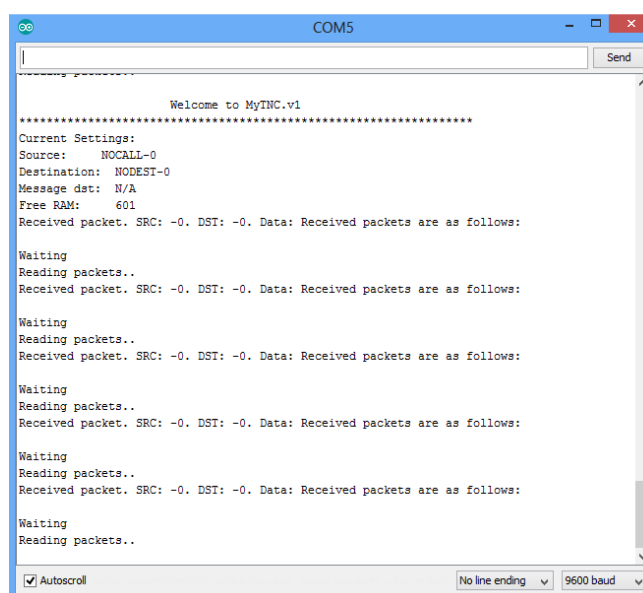 COM5
Send
Reading packets..
Welcome to MyTNC.v1
******************************************************************
Current Settings:
Source: NOCALL-0
Destination: NODEST-0
Message dst: N/A
Free RAM: 601
Received packet. SRC: -0. DST: -0. Data: Received packets are as follows:
Waiting
Reading packets..
Received packet. SRC: -0. DST: -0. Data: Received packets are as follows:
Waiting
Reading packets..
Received packet. SRC: -0. DST: -0. Data: Received packets are as follows:
Waiting
Reading packets..
Received packet. SRC: -0. DST: -0. Data: Received packets are as follows:
Waiting
Reading packets..
Received packet. SRC: -0. DST: -0. Data: Received packets are as follows:
Waiting
Reading packets..
Autoscroll
No line ending
9600 baud